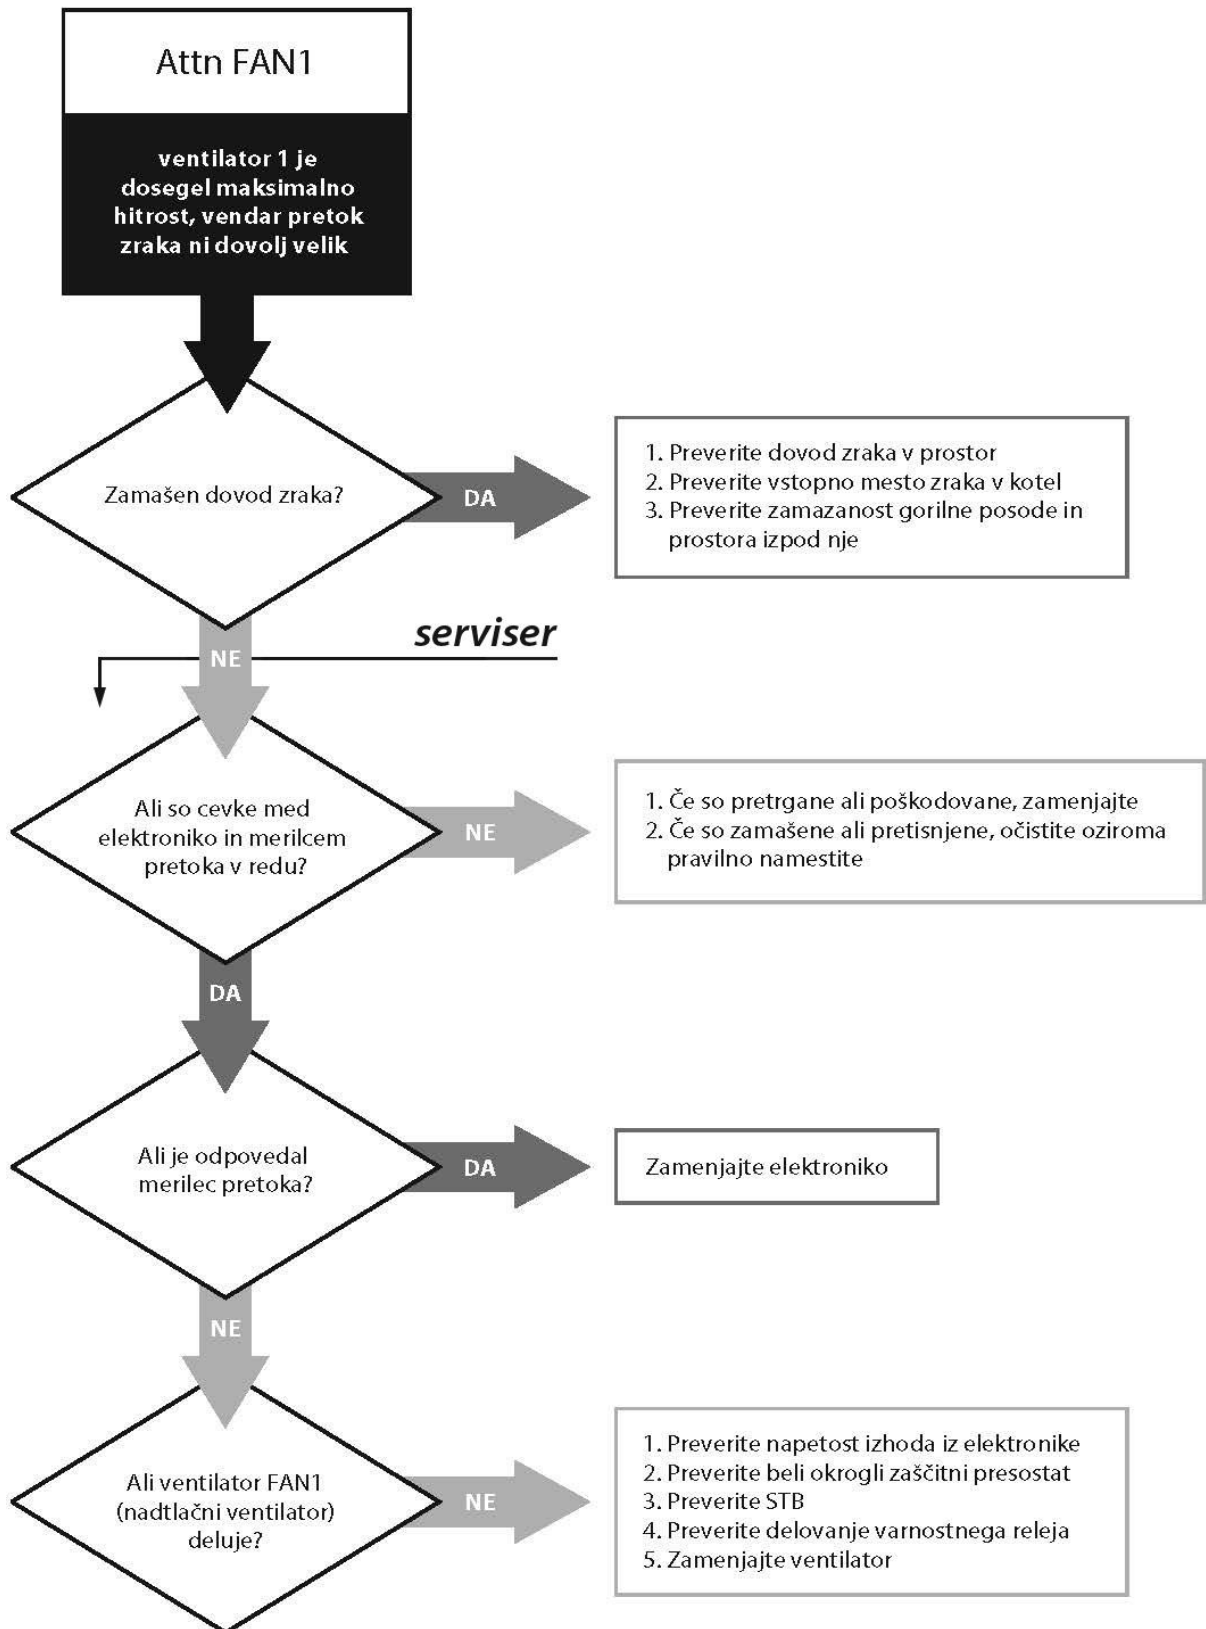 Attn FAN1
ventilator 1 je
dosegel maksimalno
hitrost, vendar pretok
zraka ni dovolj velik
Zamašen dovod zraka?
DA
1. Preverite dovod zraka v prostor
2. Preverite vstopno mesto zraka v kotel
3. Preverite zamazanost gorilne posode in
prostora izpod nje
NE
serviser
Ali so cevke med
elektroniko in merilcem
pretoka v redu?
NE
1. Če so pretrgane ali poškodovane, zamenjajte
2. Če so zamašene ali pretisnjene, očistite oziroma
pravilno namestite
DA
Ali je odpovedal
merilec pretoka?
DA
Zamenjajte elektroniko
NE
Ali ventilator FAN1
(nadtlačni ventilator)
deluje?
NE
1. Preverite napetost izhoda iz elektronike
2. Preverite beli okrogli zaščitni presostat
3. Preverite STB
4. Preverite delovanje varnostnega releja
5. Zamenjajte ventilator